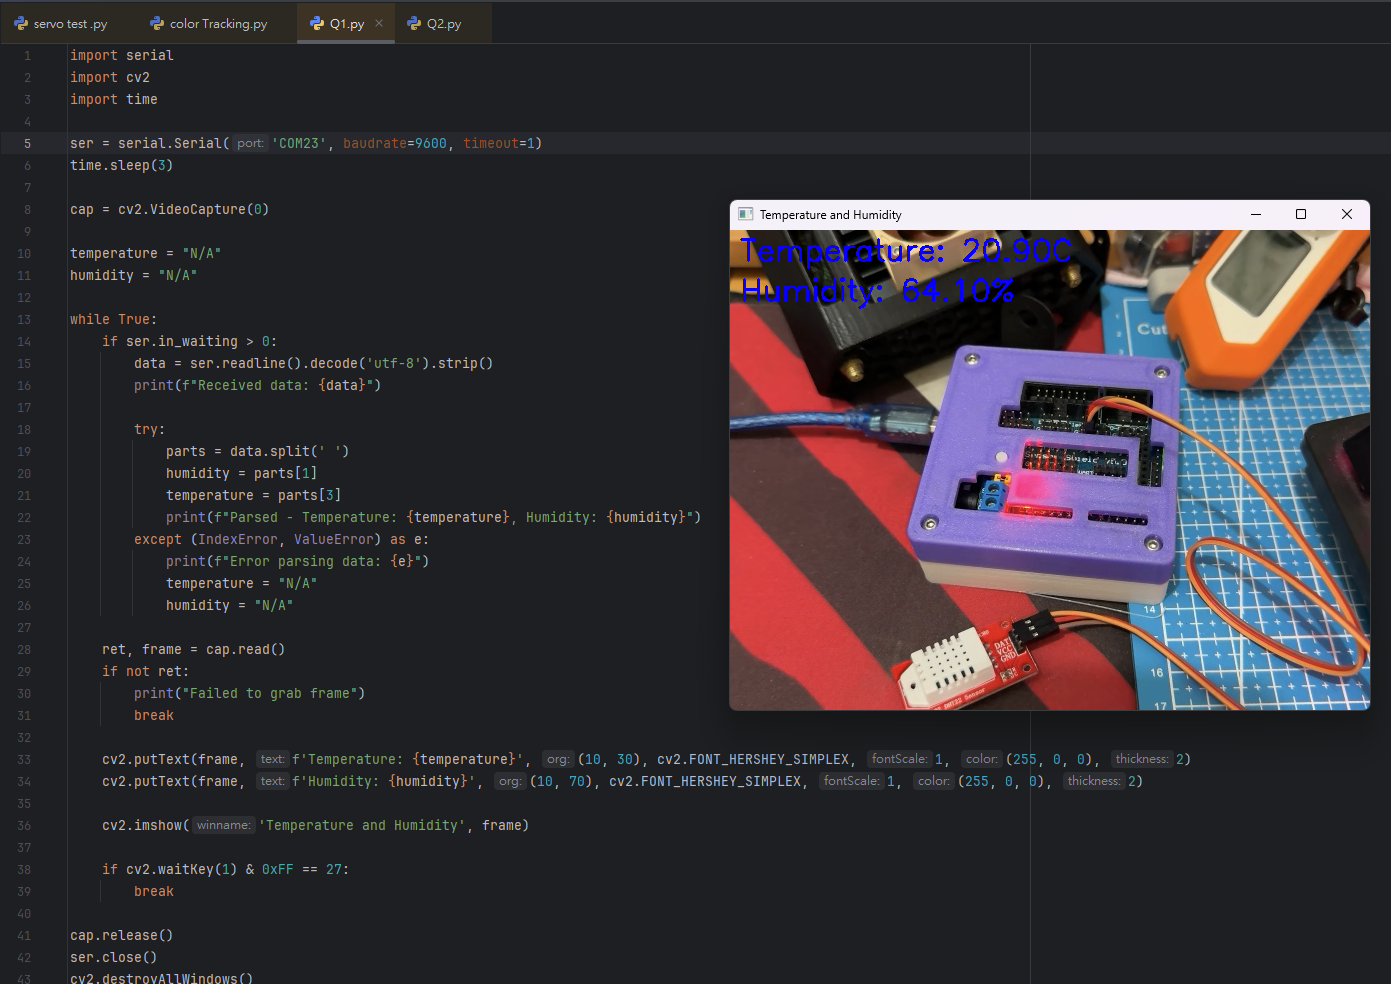 servo test .py
color Tracking.py
Q1.py
Q2.py
1 import serial
2 import cv2
3 import time
4
5 ser = serial.Serial( port: 'COM23', baudrate=9600, timeout=1)
6 time.sleep(3)
7
8 cap = cv2.VideoCapture(0)
9
10 temperature = "N/A"
11 humidity = "N/A"
12
13 while True:
14 if ser.in_waiting > 0:
15 data = ser.readline().decode('utf-8').strip()
16 print(f"Received data: {data}")
17
18 try:
19 parts = data.split(' ')
20 humidity = parts[1]
21 temperature = parts[3]
22 print(f"Parsed - Temperature: {temperature}, Humidity: {humidity}")
23 except (IndexError, ValueError) as e:
24 print(f"Error parsing data: {e}")
25 temperature = "N/A"
26 humidity = "N/A"
27
28 ret, frame = cap.read()
29 if not ret:
30 print("Failed to grab frame")
31 break
32
33 cv2.putText(frame, text: f'Temperature: {temperature}', org: (10, 30), cv2.FONT_HERSHEY_SIMPLEX, fontScale: 1, color: (255, 0, 0), thickness: 2)
34 cv2.putText(frame, text: f'Humidity: {humidity}', org: (10, 70), cv2.FONT_HERSHEY_SIMPLEX, fontScale: 1, color: (255, 0, 0), thickness: 2)
35
36 cv2.imshow( winname: 'Temperature and Humidity', frame)
37
38 if cv2.waitKey(1) & 0xFF == 27:
39 break
40
41 cap.release()
42 ser.close()
43 cv2.destroyAllWindows()
Temperature and Humidity
Temperature: 20.90C
Humidity: 64.10%
Cut
14
16
17
DAT
VCC
GND
DHT22 Sensor